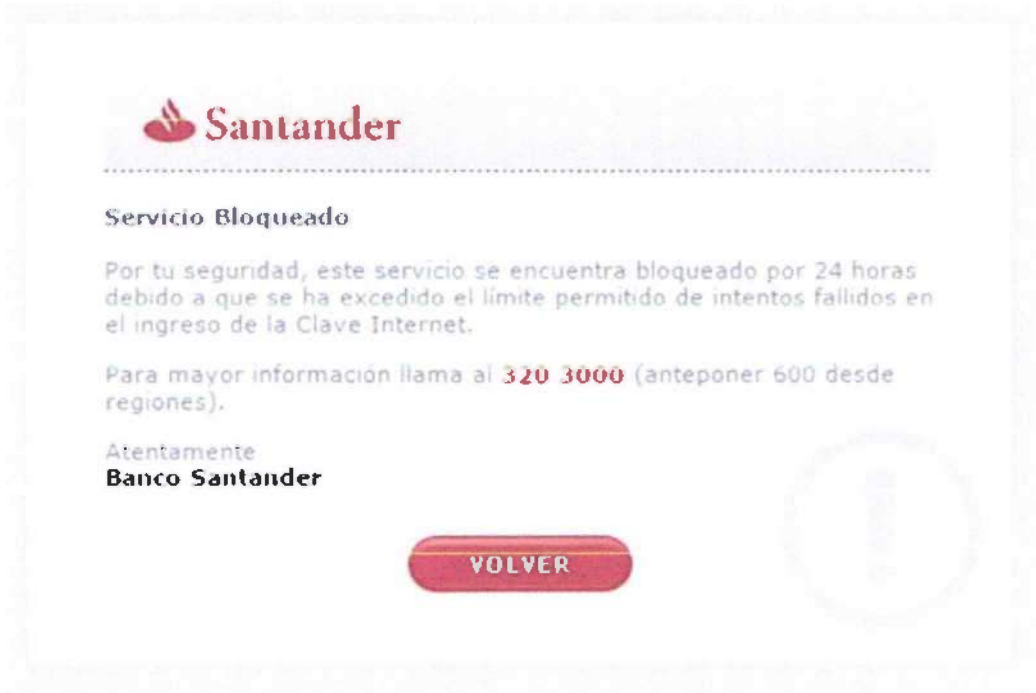 Santander
Servicio Bloqueado
Por tu seguridad, este servicio se encuentra bloqueado por 24 horas
debido a que se ha excedido el límite permitido de intentos fallidos en
el ingreso de la Clave Internet.
Para mayor información llama al 320 3000 (anteponer 600 desde
regiones).
Atentamente
Banco Santander
VOLVER